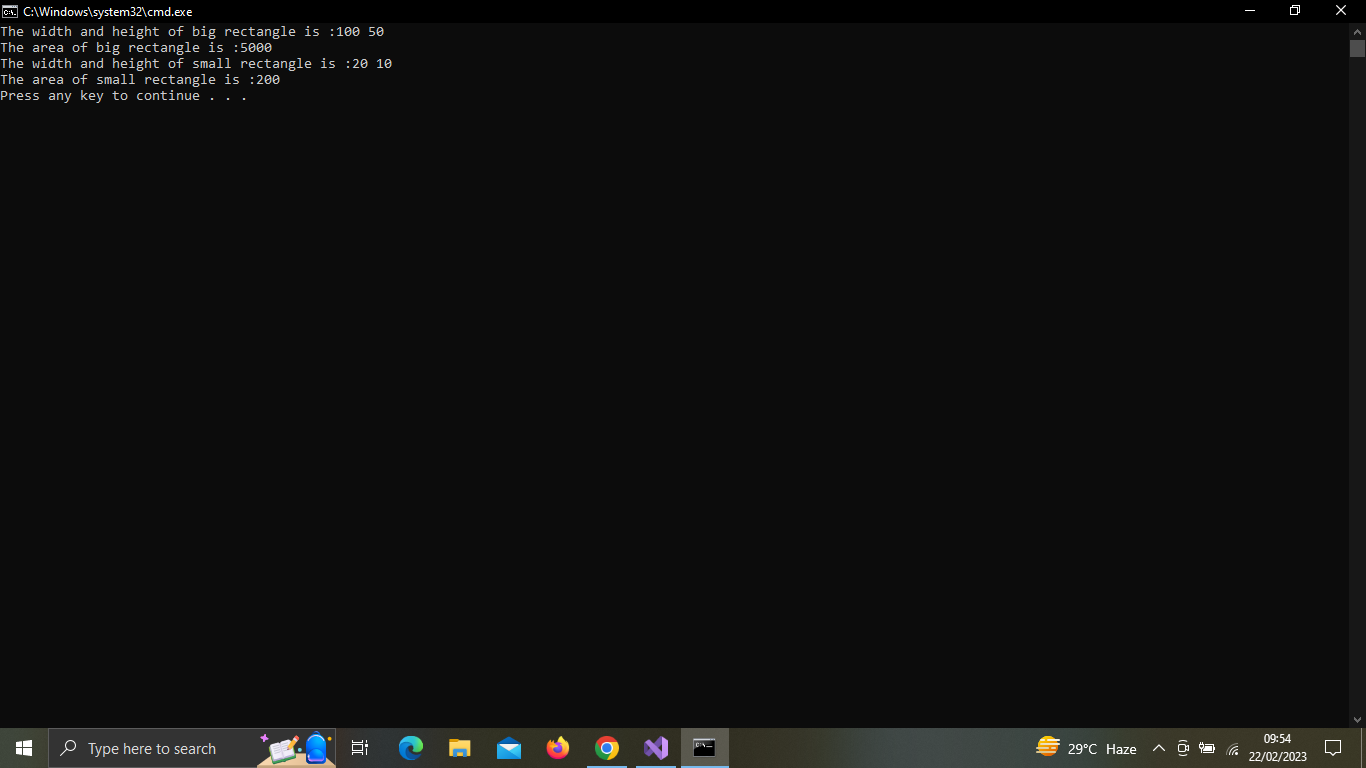 C:\Windows\system32\cmd.exe
The width and height of big rectangle is :100 50
The area of big rectangle is :5000
The width and height of small rectangle is :20 10
The area of small rectangle is :200
Press any key to continue . . .
Type here to search
29°C Haze
09:54
22/02/2023